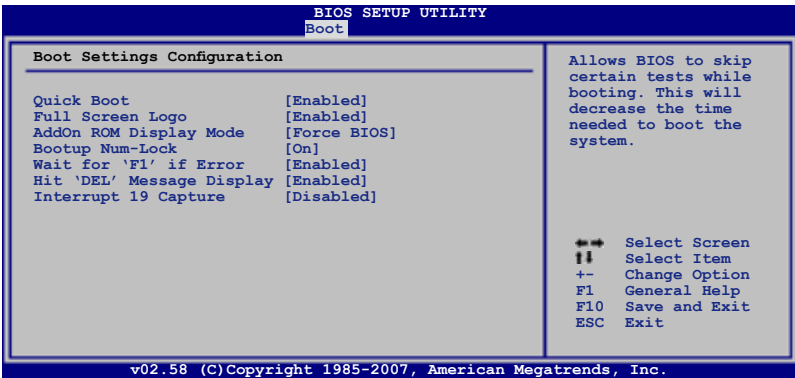 BIOS SETUP UTILITY
Boot
Boot Settings Configuration
Quick Boot [Enabled]
Full Screen Logo [Enabled]
AddOn ROM Display Mode [Force BIOS]
Bootup Num-Lock [On]
Wait for ‘F1’ if Error [Enabled]
Hit ‘DEL’ Message Display [Enabled]
Interrupt 19 Capture [Disabled]
Allows BIOS to skip
certain tests while
booting. This will
decrease the time
needed to boot the
system.
←→ Select Screen
↑↓ Select Item
+- Change Option
F1 General Help
F10 Save and Exit
ESC Exit
v02.58 (C)Copyright 1985-2007, American Megatrends, Inc.